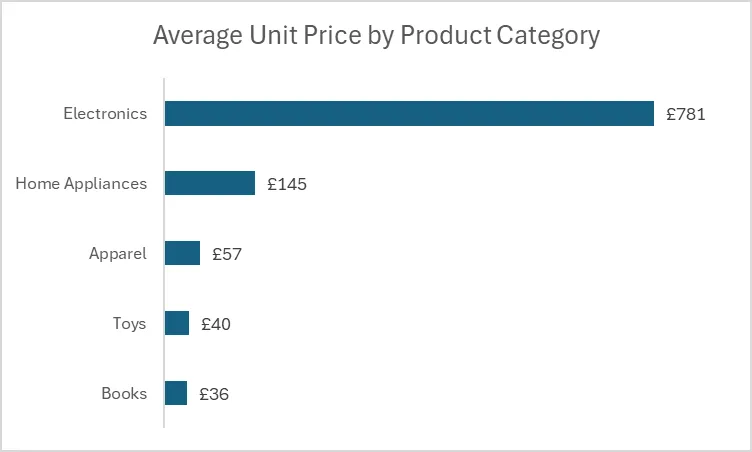 Average Unit Price by Product Category
Electronics £781
Home Appliances £145
Apparel £57
Toys £40
Books £36